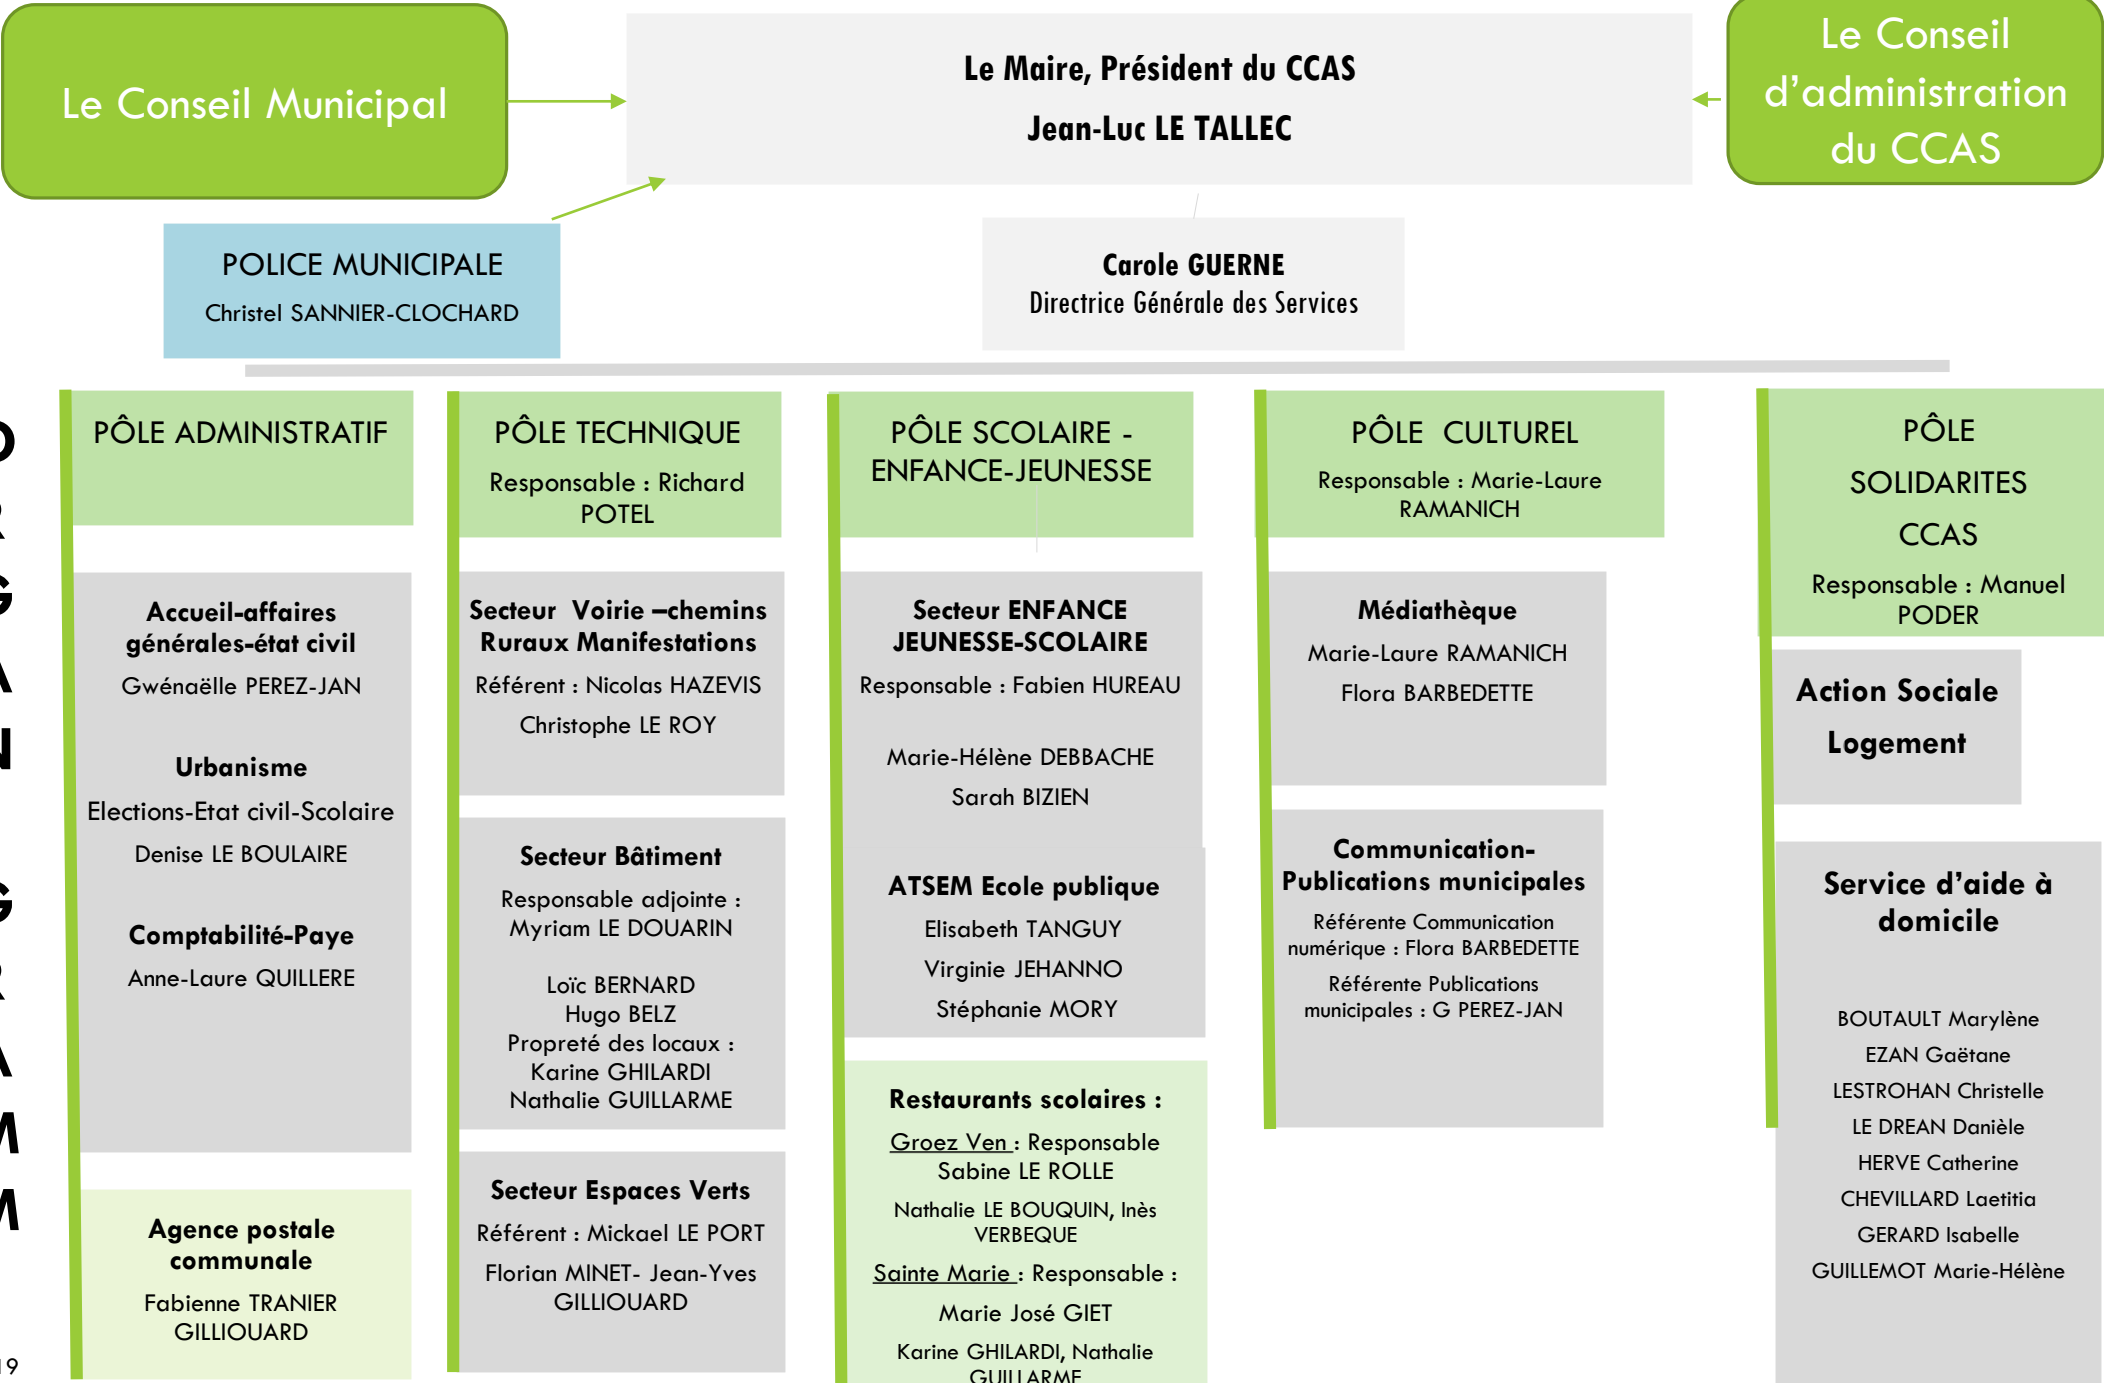 Le Conseil Municipal
Le Maire, Président du CCAS
Jean-Luc LE TALLEC
Le Conseil
d'administration
du CCAS
POLICE MUNICIPALE
Christel SANNIER-CLOCHARD
Carole GUERNE
Directrice Générale des Services
O
R
G
A
N
G
R
A
M
M
19
PÔLE ADMINISTRATIF
Accueil-affaires
générales-état civil
Gwénaëlle PEREZ-JAN
Urbanisme
Elections-Etat civil-Scolaire
Denise LE BOULAIRE
Comptabilité-Paye
Anne-Laure QUILLERE
Agence postale
communale
Fabienne TRANIER
GILLIOUARD
PÔLE TECHNIQUE
Responsable : Richard
POTEL
Secteur Voirie –chemins
Ruraux Manifestations
Référent : Nicolas HAZEVIS
Christophe LE ROY
Secteur Bâtiment
Responsable adjointe :
Myriam LE DOUARIN
Loïc BERNARD
Hugo BELZ
Propreté des locaux :
Karine GHILARDI
Nathalie GUILLARME
Secteur Espaces Verts
Référent : Mickael LE PORT
Florian MINET- Jean-Yves
GILLIOUARD
PÔLE SCOLAIRE -
ENFANCE-JEUNESSE
Secteur ENFANCE
JEUNESSE-SCOLAIRE
Responsable : Fabien HUREAU
Marie-Hélène DEBBACHE
Sarah BIZIEN
ATSEM Ecole publique
Elisabeth TANGUY
Virginie JEHANNO
Stéphanie MORY
Restaurants scolaires :
Groez Ven : Responsable
Sabine LE ROLLE
Nathalie LE BOUQUIN, Inès
VERBEQUE
Sainte Marie : Responsable :
Marie José GIET
Karine GHILARDI, Nathalie
GUILLARME
PÔLE CULTUREL
Responsable : Marie-Laure
RAMANICH
Médiathèque
Marie-Laure RAMANICH
Flora BARBEDETTE
Communication-
Publications municipales
Référente Communication
numérique : Flora BARBEDETTE
Référente Publications
municipales : G PEREZ-JAN
PÔLE
SOLIDARITES
CCAS
Responsable : Manuel
PODER
Action Sociale
Logement
Service d'aide à
domicile
BOUTAULT Marylène
EZAN Gaëtane
LESTROHAN Christelle
LE DREAN Danièle
HERVE Catherine
CHEVILLARD Laetitia
GERARD Isabelle
GUILLEMOT Marie-Hélène